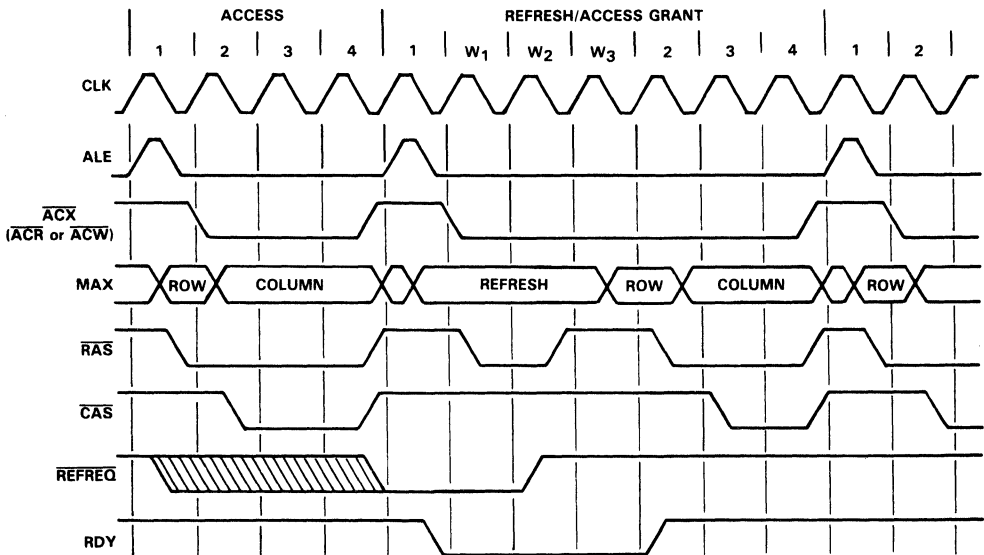 ACCESS REFRESH/ACCESS GRANT
1 2 3 4 1 W1 W2 W3 2 3 4 1 2
CLK
ALE
ACX
(ACR or ACW)
MAX ROW COLUMN REFRESH ROW COLUMN ROW
RAS
CAS
REFREQ
RDY